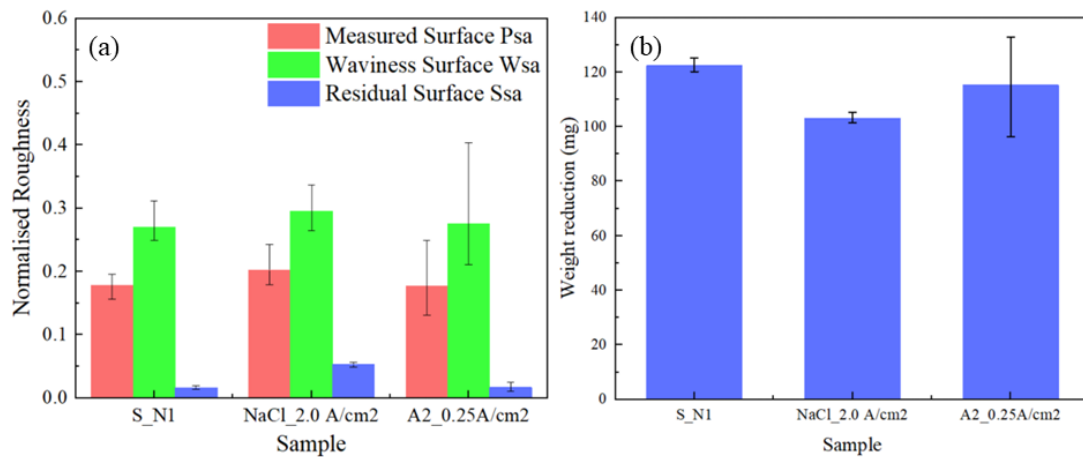 (a)
Measured Surface Psa
Waviness Surface Wsa
Residual Surface Ssa
Normalised Roughness
0.6
0.5
0.4
0.3
0.2
0.1
0.0
S_N1
NaCl_2.0 A/cm2
A2_0.25A/cm2
Sample
(b)
Weight reduction (mg)
140
120
100
80
60
40
20
0
S_N1
NaCl_2.0 A/cm2
A2_0.25A/cm2
Sample